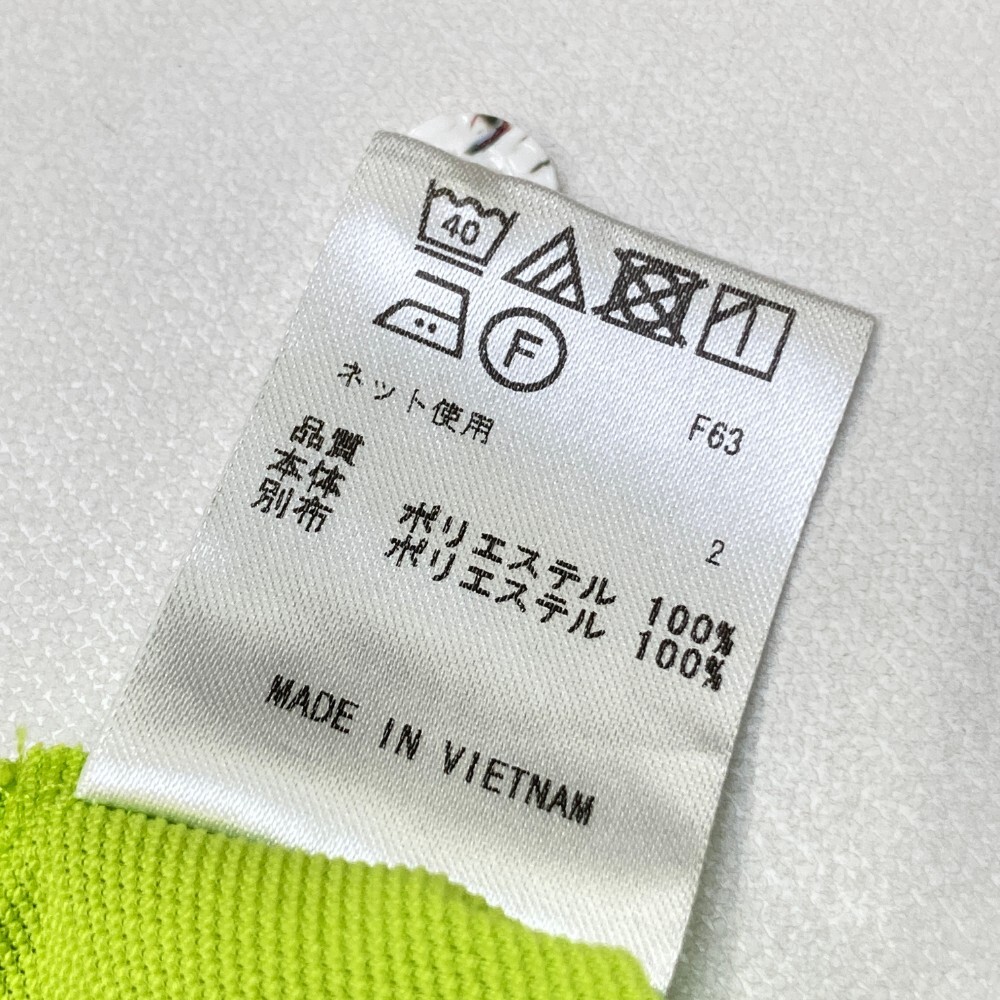 40
F
ネット使用
F63
品質
本体
別布
2
ポリエステル 100%
ポリエステル 100%
MADE IN VIETNAM